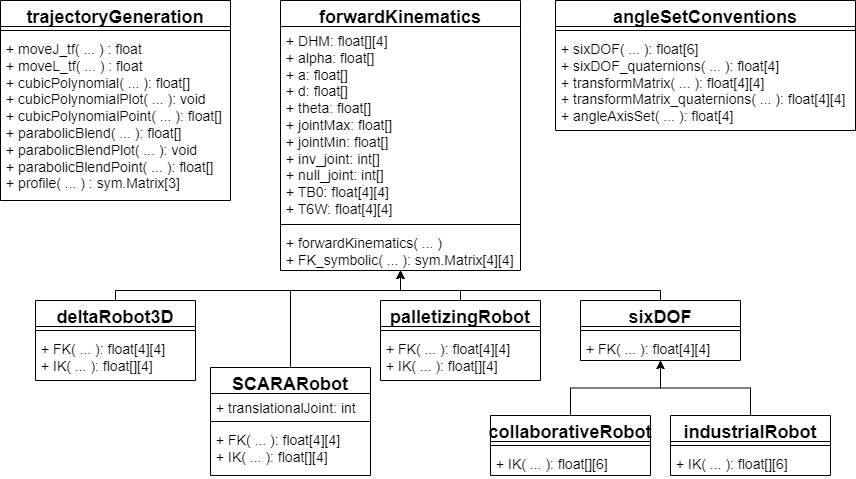 trajectoryGeneration
+ moveJ_tf( ... ) : float
+ moveL_tf( ... ) : float
+ cubicPolynomial( ... ): float[]
+ cubicPolynomialPlot( ... ): void
+ cubicPolynomialPoint( ... ): float[]
+ parabolicBlend( ... ): float[]
+ parabolicBlendPlot( ... ): void
+ parabolicBlendPoint( ... ): float[]
+ profile( ... ) : sym.Matrix[3]
forwardKinematics
+ DHM: float[][4]
+ alpha: float[]
+ a: float[]
+ d: float[]
+ theta: float[]
+ jointMax: float[]
+ jointMin: float[]
+ inv_joint: int[]
+ null_joint: int[]
+ TB0: float[4][4]
+ T6W: float[4][4]
+ forwardKinematics( ... )
+ FK_symbolic( ... ): sym.Matrix[4][4]
angleSetConventions
+ sixDOF( ... ): float[6]
+ sixDOF_quaternions( ... ): float[4]
+ transformMatrix( ... ): float[4][4]
+ transformMatrix_quaternions( ... ): float[4][4]
+ angleAxisSet( ... ): float[4]
deltaRobot3D
+ FK( ... ): float[4][4]
+ IK( ... ): float[][4]
SCARARobot
+ translationalJoint: int
+ FK( ... ): float[4][4]
+ IK( ... ): float[][4]
palletizingRobot
+ FK( ... ): float[4][4]
+ IK( ... ): float[][4]
sixDOF
+ FK( ... ): float[4][4]
collaborativeRobot
+ IK( ... ): float[][6]
industrialRobot
+ IK( ... ): float[][6]